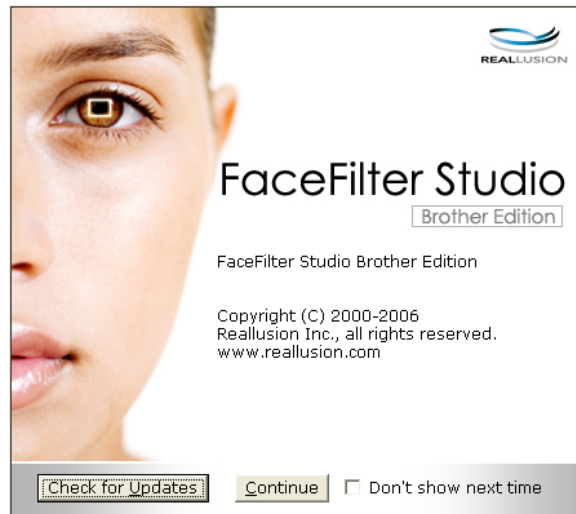 REALLUSION
FaceFilter Studio
Brother Edition
FaceFilter Studio Brother Edition
Copyright (C) 2000-2006
Reallusion Inc., all rights reserved.
www.reallusion.com
Check for Updates
Continue
Don't show next time